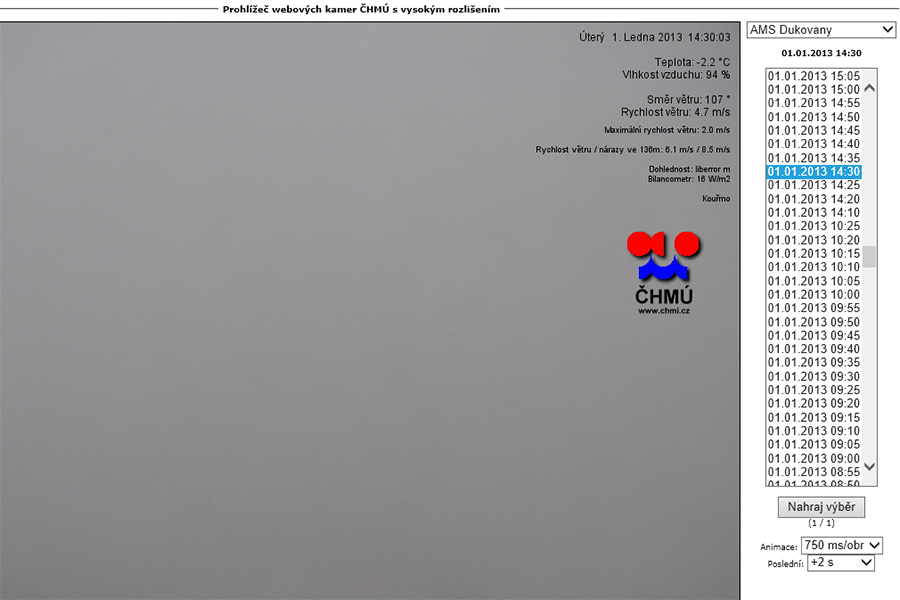 Prohlížeč webových kamer ČHMÚ s vysokým rozlišením
Úterý 1. Ledna 2013 14:30:03
Teplota: -2.2 °C
Vlhkost vzduchu: 94 %
Směr větru: 107 °
Rychlost větru: 4.7 m/s
Maximální rychlost větru: 2.0 m/s
Rychlost větru / nárazy ve 136m: 6.1 m/s / 8.5 m/s
Dohlednost: liberror m
Bilancometr: 16 W/m2
Kouřmo
ČHMÚ
www.chmi.cz
AMS Dukovany
01.01.2013 14:30
01.01.2013 15:05
01.01.2013 15:00
01.01.2013 14:55
01.01.2013 14:50
01.01.2013 14:45
01.01.2013 14:40
01.01.2013 14:35
01.01.2013 14:30
01.01.2013 14:25
01.01.2013 14:20
01.01.2013 14:10
01.01.2013 10:25
01.01.2013 10:20
01.01.2013 10:15
01.01.2013 10:10
01.01.2013 10:05
01.01.2013 10:00
01.01.2013 09:55
01.01.2013 09:50
01.01.2013 09:45
01.01.2013 09:40
01.01.2013 09:35
01.01.2013 09:30
01.01.2013 09:25
01.01.2013 09:20
01.01.2013 09:15
01.01.2013 09:10
01.01.2013 09:05
01.01.2013 09:00
01.01.2013 08:55
01.01.2013 08:50
Nahraj výběr
(1 / 1)
Animace: 750 ms/obr
Poslední: +2 s